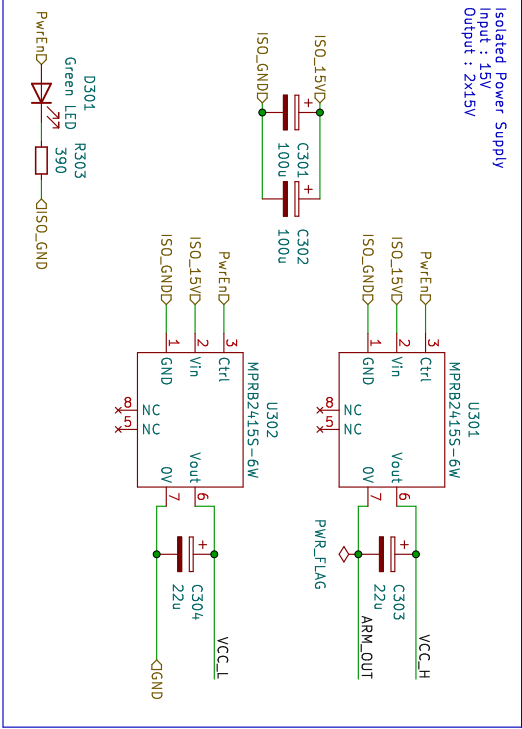 Isolated Power Supply
Input : 15V
Output : 2x15V
ISO_15V
ISO_GND
+
C301
100u
+
C302
100u
PwrEn
D301
Green LED
R303
390
ISO_GND
U301
MPRB2415S-6W
PwrEn
3
Ctrl
ISO_15V
2
Vin
ISO_GND
1
GND
8
NC
5
NC
Vout
6
0V
7
+
C303
22u
PWR_FLAG
VCC_H
ARM_OUT
U302
MPRB2415S-6W
PwrEn
3
Ctrl
ISO_15V
2
Vin
ISO_GND
1
GND
8
NC
5
NC
Vout
6
0V
7
+
C304
22u
VCC_L
GND